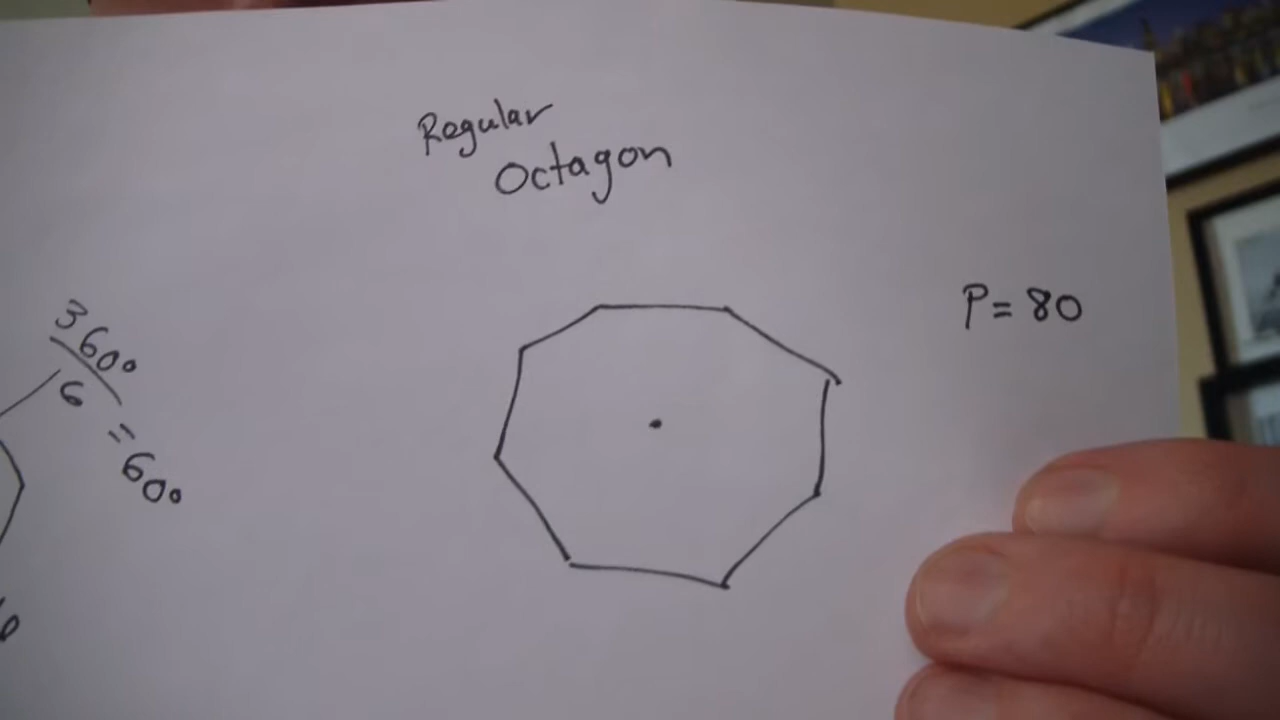 Regular
Octagon
P = 80
360°
6
= 60°